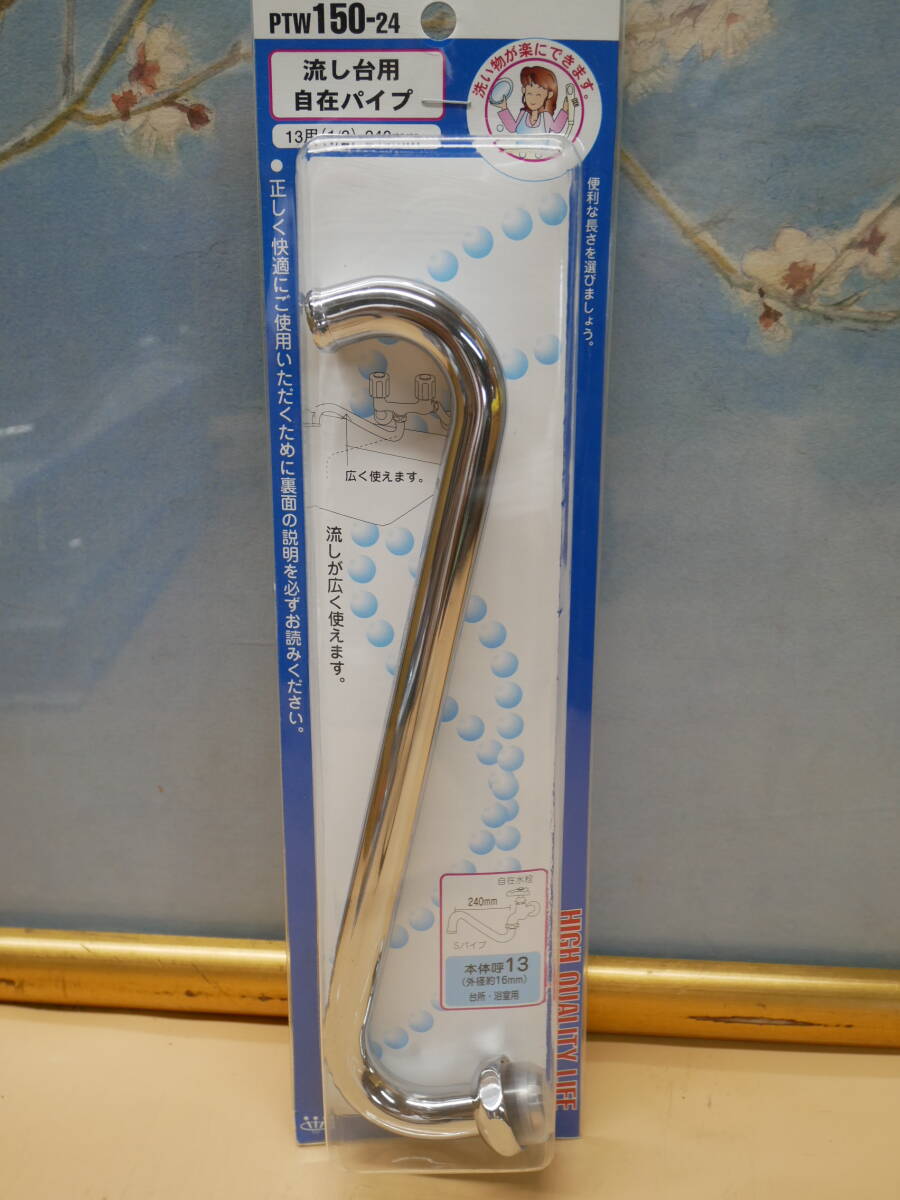 PTW150-24
流し台用
自在パイプ
洗い物が楽にできます。
便利な長さを選びましょう。
●正しく快適にご使用いただくために裏面の説明を必ずお読みください。
広く使えます。
流しが広く使えます。
自在水栓
240mm
Sパイプ
本体呼13
(外径約16mm)
台所・浴室用
HIGH QUALITY LIFE